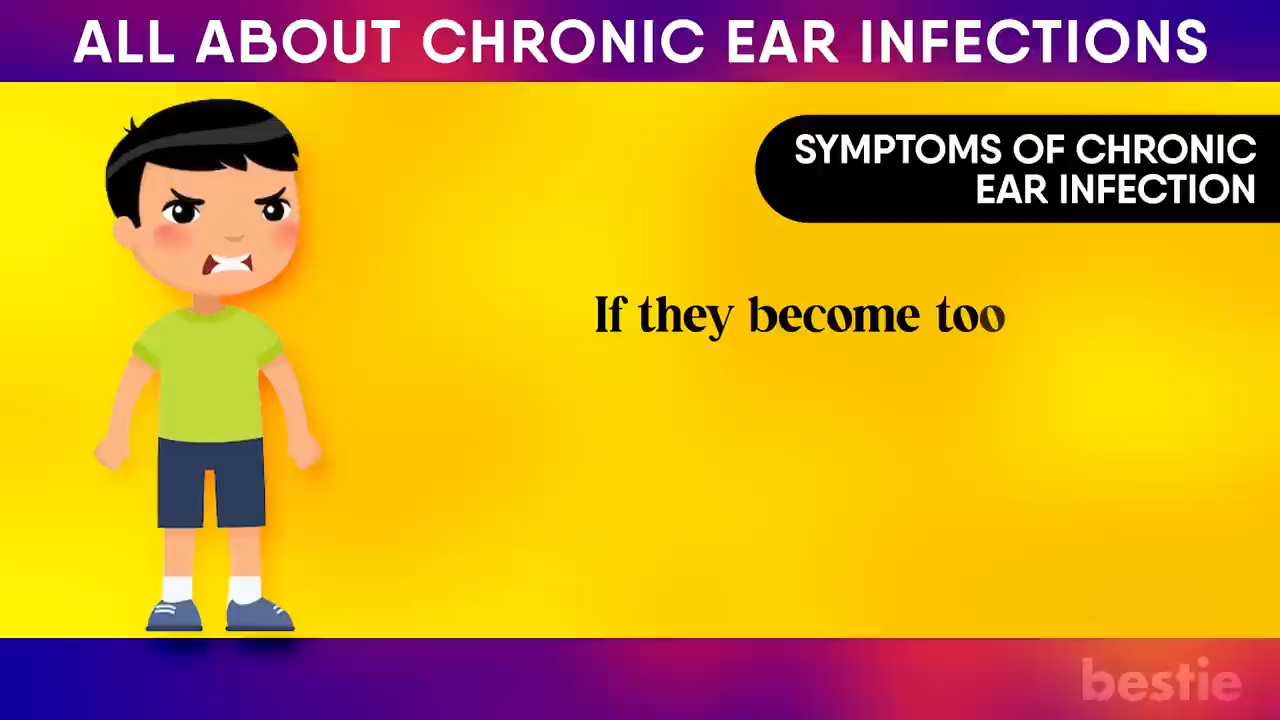 ALL ABOUT CHRONIC EAR INFECTIONS
SYMPTOMS OF CHRONIC
EAR INFECTION
If they become too
bestie